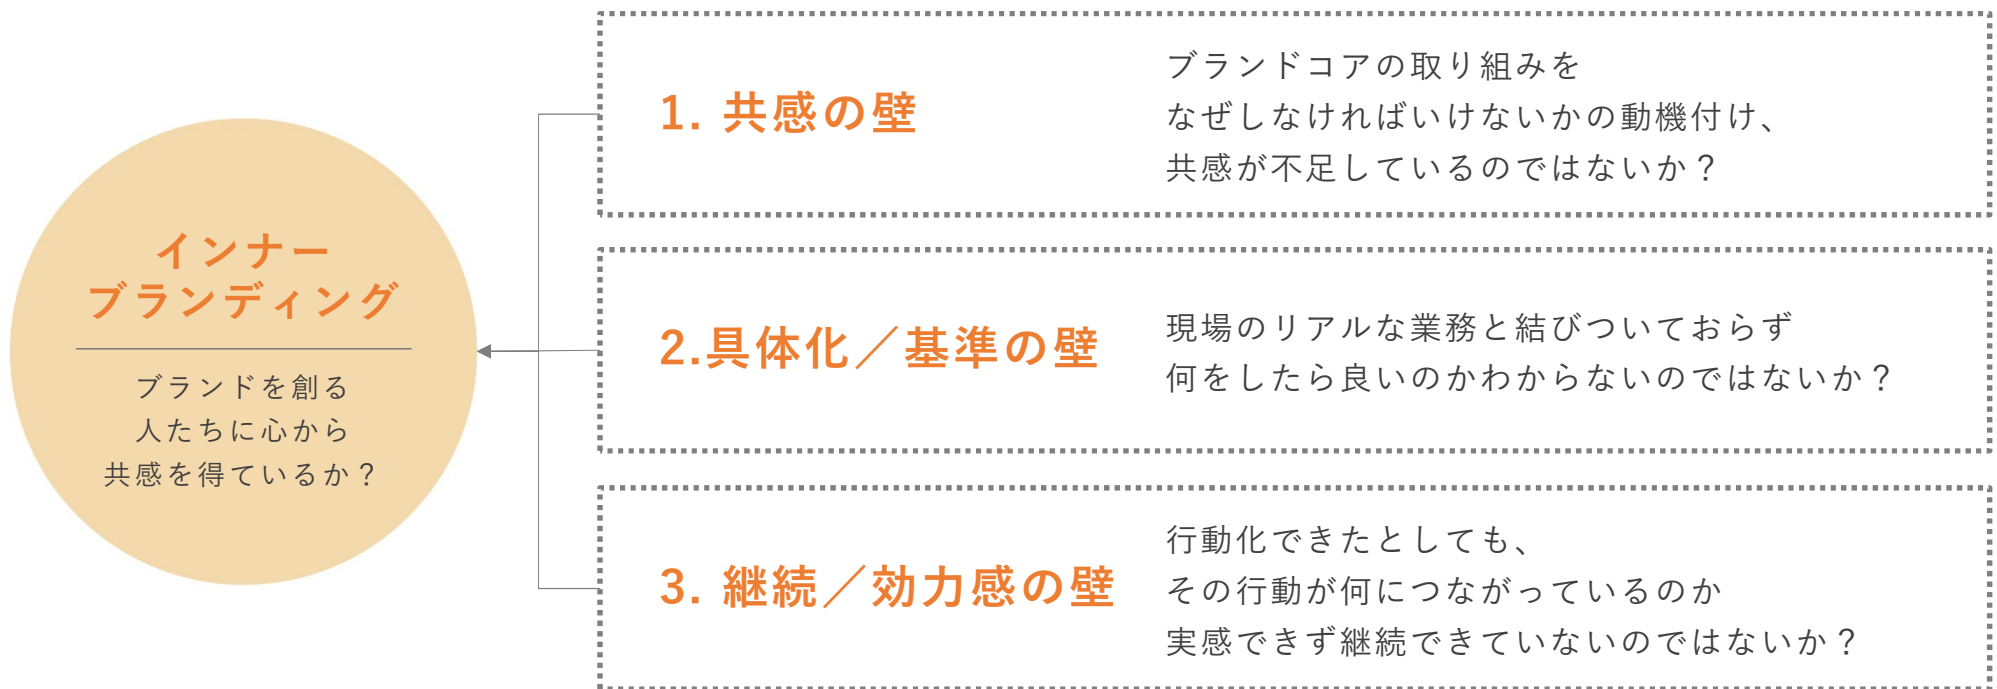 インナー
ブランディング
ブランドを創る
人たちに心から
共感を得ているか？
1. 共感の壁
ブランドコアの取り組みを
なぜしなければいけないかの動機付け、
共感が不足しているのではないか？
2.具体化／基準の壁
現場のリアルな業務と結びついておらず
何をしたら良いのかわからないのではないか？
3. 継続／効力感の壁
行動化できたとしても、
その行動が何につながっているのか
実感できず継続できていないのではないか？